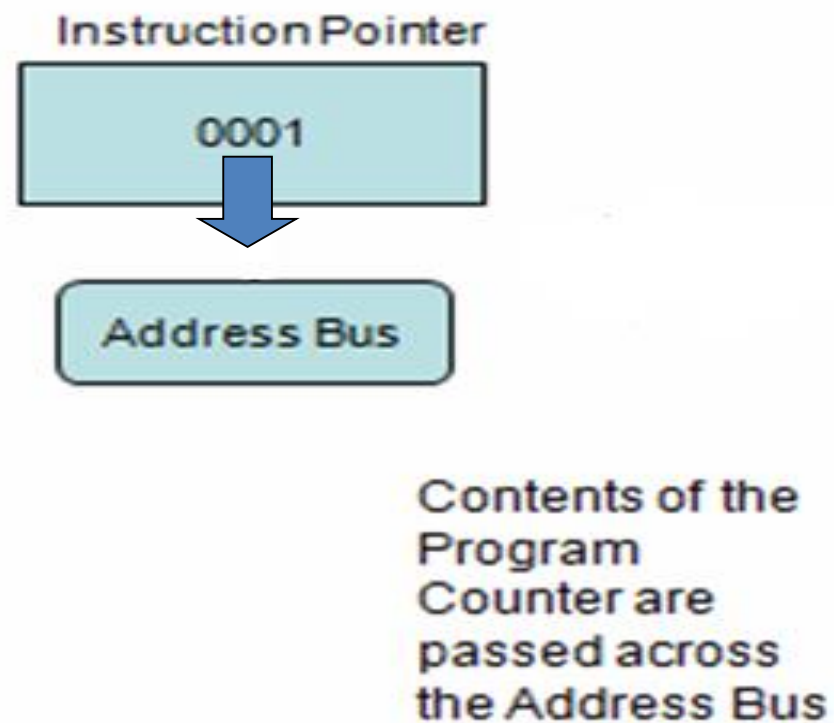 Instruction Pointer
0001
Address Bus
Contents of the
Program
Counter are
passed across
the Address Bus